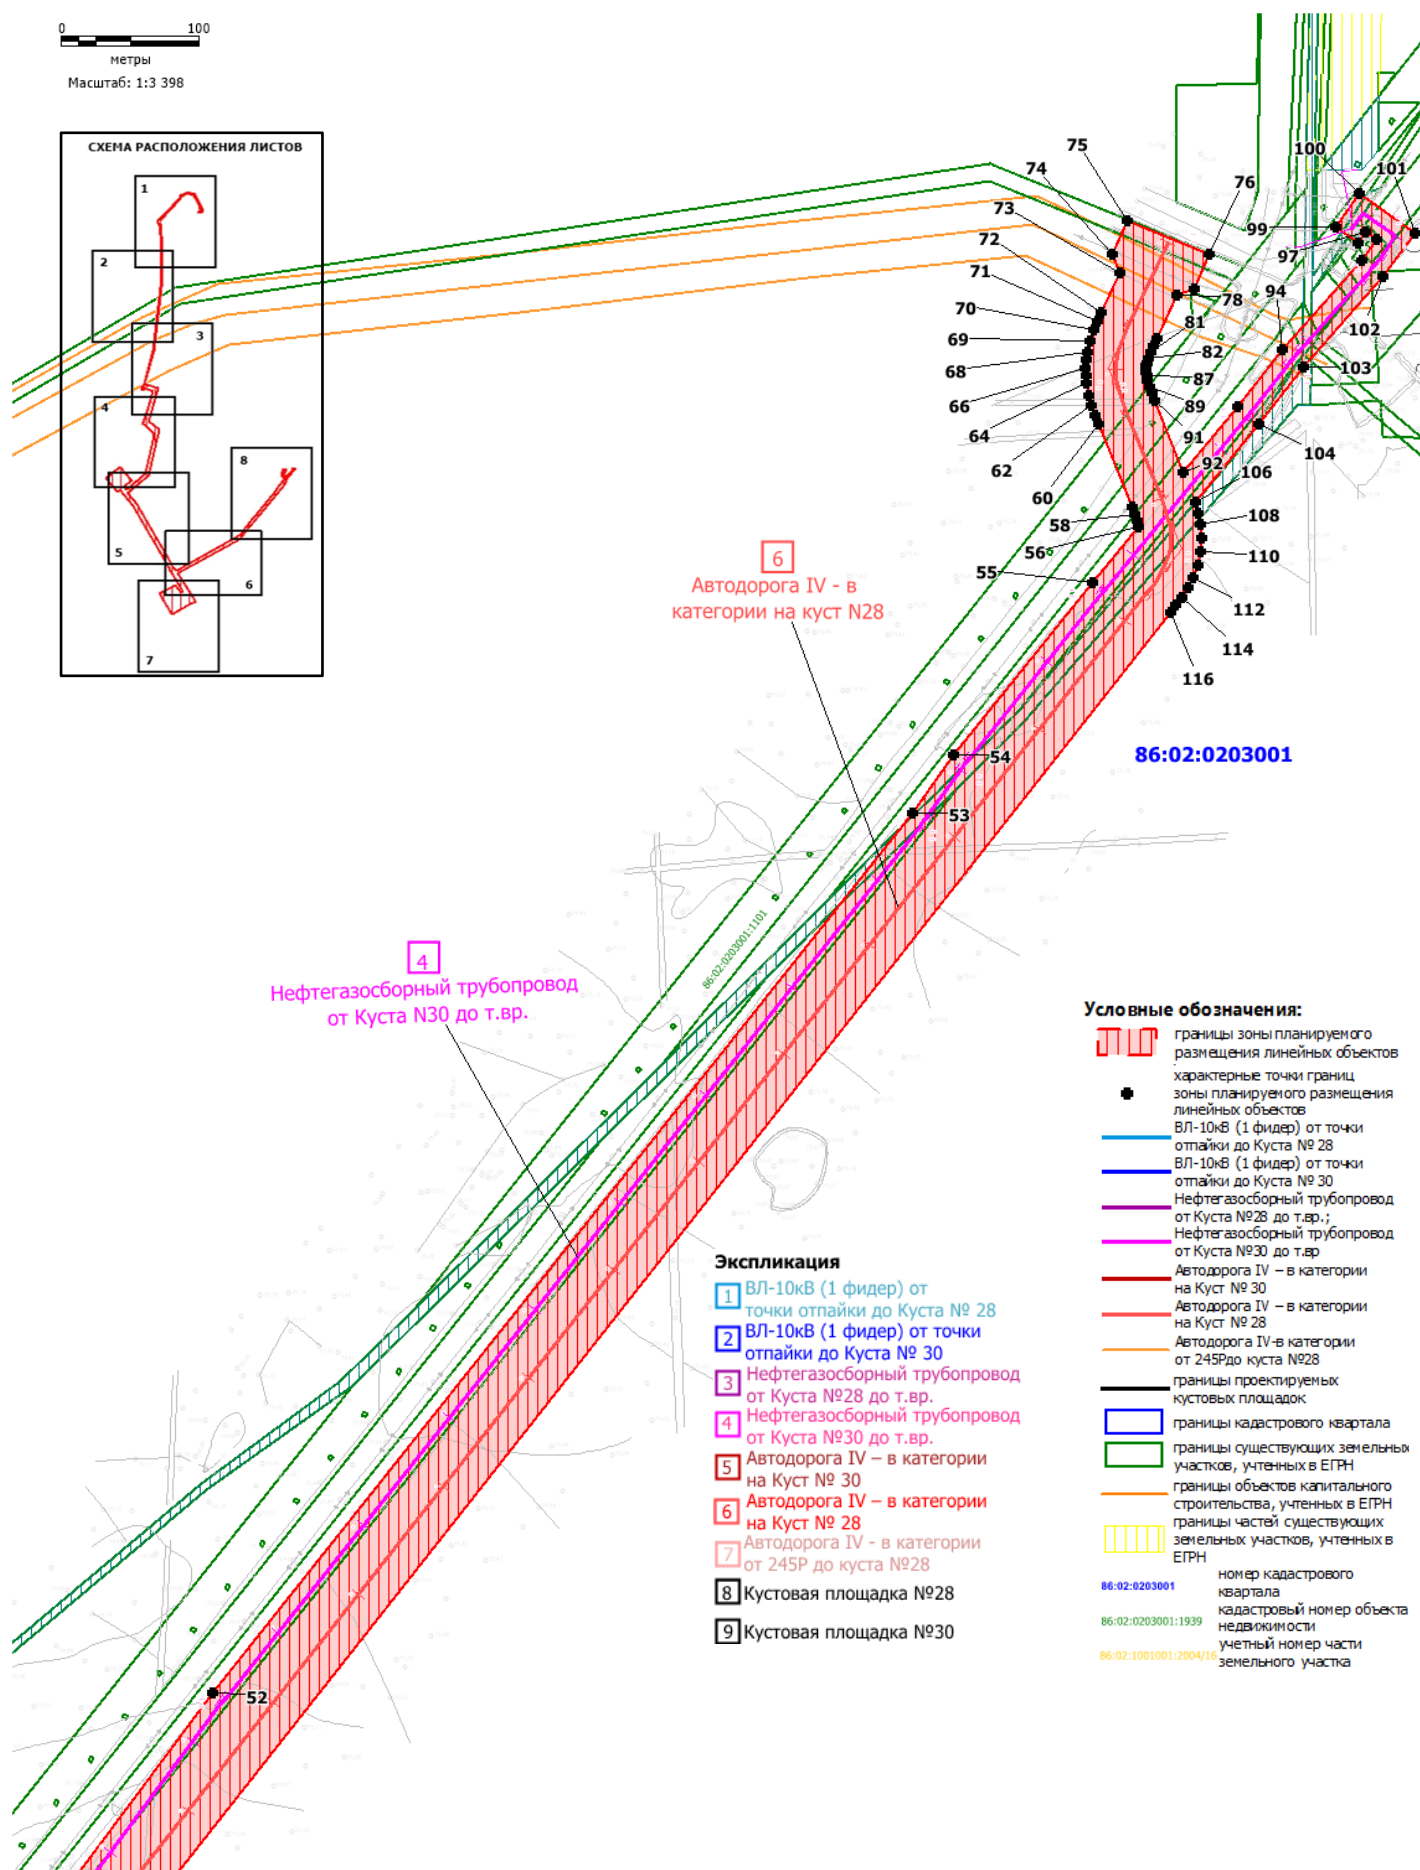 0 100
метры
Масштаб: 1:3 398
СХЕМА РАСПОЛОЖЕНИЯ ЛИСТОВ
1
2
3
4
8
5
6
7
75
74
73
72
71
70
69
68
66
64
62
60
58
56
55
76
78
81
82
87
89
91
92
94
97
99
100
101
102
103
104
106
108
110
112
114
116
54
53
52
6
Автодорога IV - в
категории на куст N28
86:02:0203001
86:02:0203001:1101
4
Нефтегазосборный трубопровод
от Куста N30 до т.вр.
Экспликация
1 ВЛ-10кВ (1 фидер) от
точки отпайки до Куста № 28
2 ВЛ-10кВ (1 фидер) от точки
отпайки до Куста № 30
3 Нефтегазосборный трубопровод
от Куста №28 до т.вр.
4 Нефтегазосборный трубопровод
от Куста №30 до т.вр.
5 Автодорога IV – в категории
на Куст № 30
6 Автодорога IV – в категории
на Куст № 28
7 Автодорога IV - в категории
от 245Р до куста №28
8 Кустовая площадка №28
9 Кустовая площадка №30
Условные обозначения:
границы зоны планируемого
размещения линейных объектов
характерные точки границ
зоны планируемого размещения
линейных объектов
ВЛ-10кВ (1 фидер) от точки
отпайки до Куста № 28
ВЛ-10кВ (1 фидер) от точки
отпайки до Куста № 30
Нефтегазосборный трубопровод
от Куста №28 до т.вр.;
Нефтегазосборный трубопровод
от Куста №30 до т.вр
Автодорога IV – в категории
на Куст № 30
Автодорога IV – в категории
на Куст № 28
Автодорога IV-в категории
от 245Рдо куста №28
границы проектируемых
кустовых площадок
границы кадастрового квартала
границы существующих земельных
участков, учтенных в ЕГРН
границы объектов капитального
строительства, учтенных в ЕГРН
границы частей существующих
земельных участков, учтенных в
ЕГРН
86:02:0203001 номер кадастрового
квартала
86:02:0203001:1939 кадастровый номер объекта
недвижимости
86:02:1001001:2004/16 учетный номер части
земельного участка